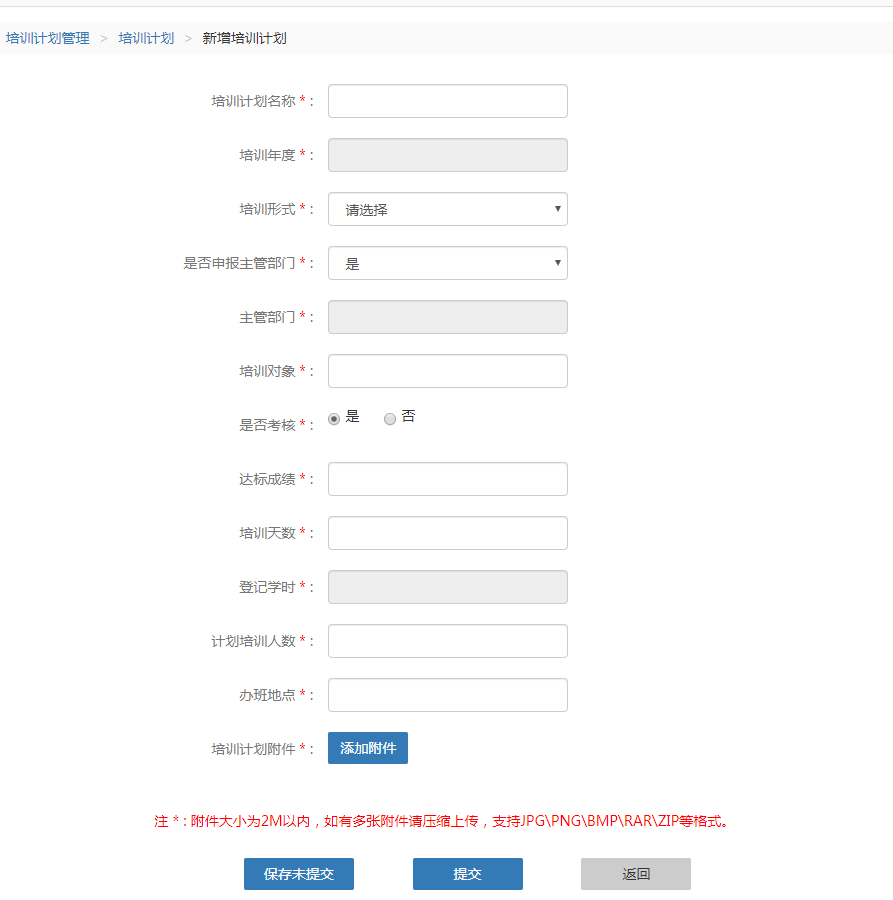 培训计划管理 > 培训计划 > 新增培训计划
培训计划名称 * :
培训年度 * :
培训形式 * : 请选择
是否申报主管部门 * : 是
主管部门 * :
培训对象 * :
是否考核 * : 是 否
达标成绩 * :
培训天数 * :
登记学时 * :
计划培训人数 * :
办班地点 * :
培训计划附件 * : 添加附件
注 * : 附件大小为2M以内，如有多张附件请压缩上传，支持JPG\PNG\BMP\RAR\ZIP等格式。
保存未提交 提交 返回